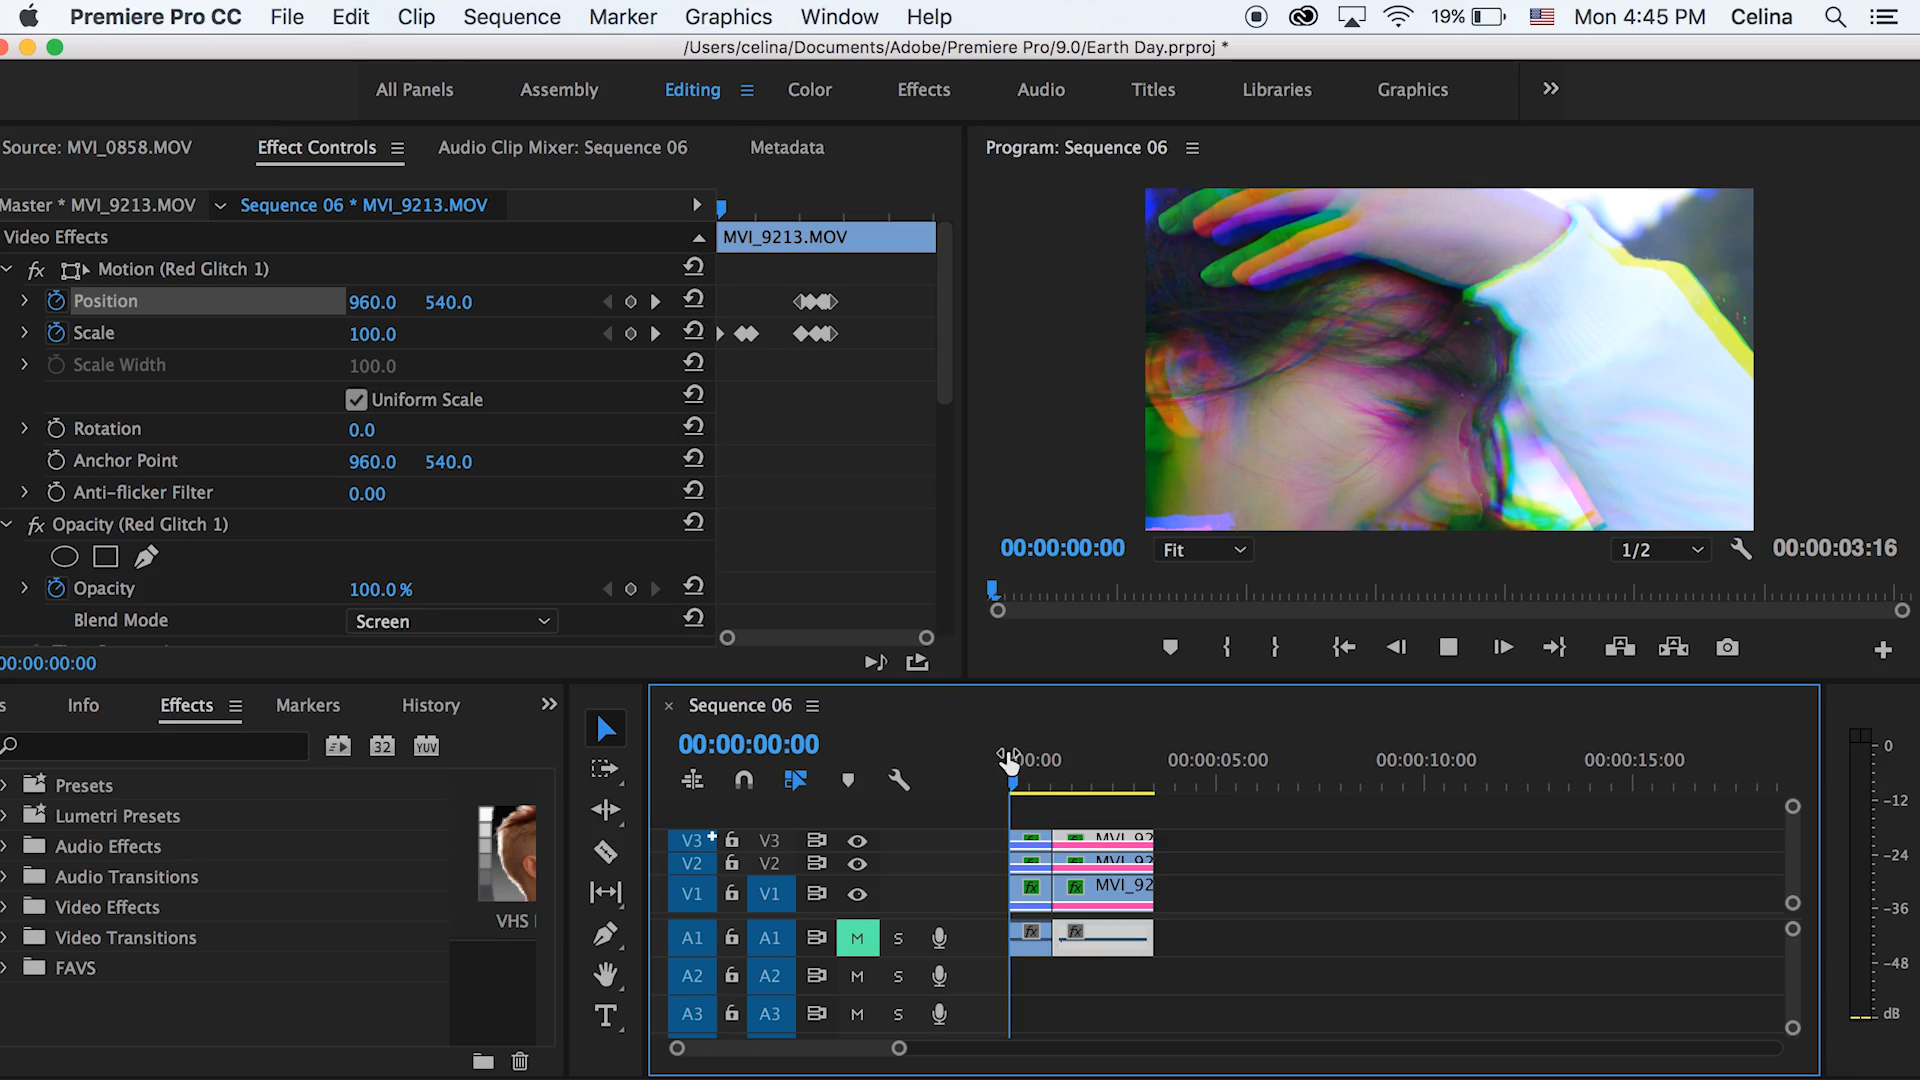 Premiere Pro CC File Edit Clip Sequence Marker Graphics Window Help 19% Mon 4:45 PM Celina
/Users/celina/Documents/Adobe/Premiere Pro/9.0/Earth Day.prproj *
All Panels Assembly Editing Color Effects Audio Titles Libraries Graphics
Source: MVI_0858.MOV Effect Controls Audio Clip Mixer: Sequence 06 Metadata
Program: Sequence 06
Master * MVI_9213.MOV Sequence 06 * MVI_9213.MOV
Video Effects
MVI_9213.MOV
fx Motion (Red Glitch 1)
Position 960.0 540.0
Scale 100.0
Scale Width 100.0
Uniform Scale
Rotation 0.0
Anchor Point 960.0 540.0
Anti-flicker Filter 0.00
fx Opacity (Red Glitch 1)
Opacity 100.0 %
Blend Mode Screen
00:00:00:00
00:00:00:00 Fit 1/2 00:00:03:16
s Info Effects Markers History
32 YUV
Presets
Lumetri Presets
Audio Effects
Audio Transitions
Video Effects
Video Transitions
FAVS
VHS
Sequence 06
00:00:00:00
:00:00 00:00:05:00 00:00:10:00 00:00:15:00
V3 V3 MVI_92
V2 V2 MVI_92
V1 V1 fx fx MVI_92
A1 A1 M S fx fx
A2 A2 M S
A3 A3 M S
0
-12
-24
-36
-48
dB